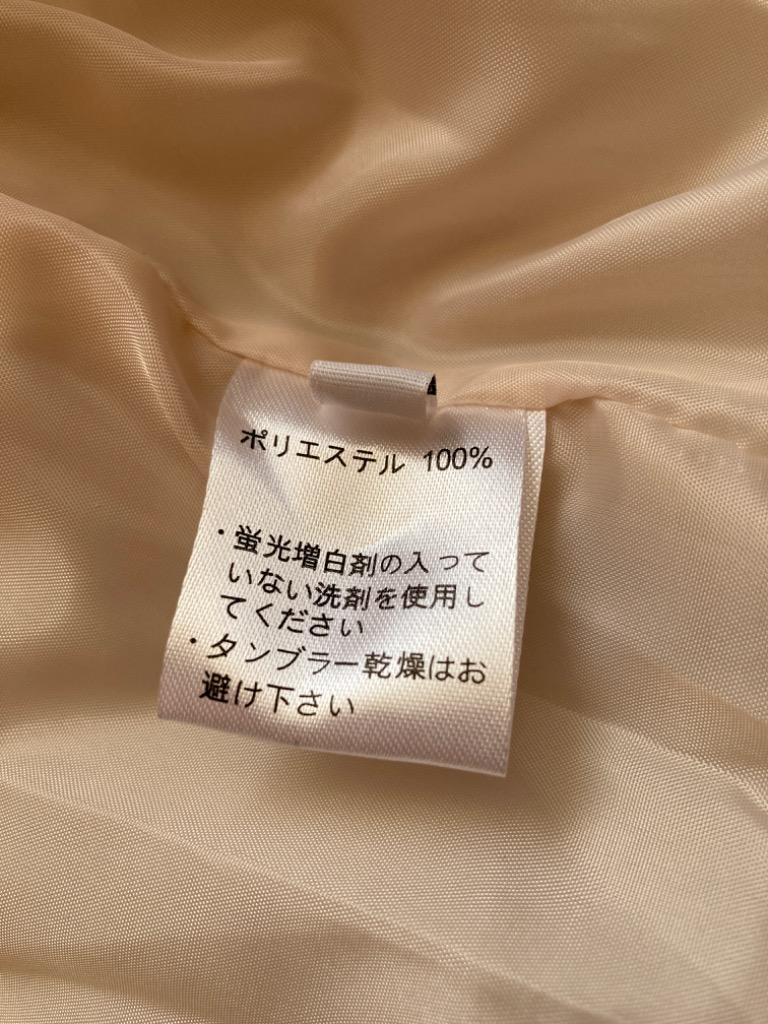 ポリエステル 100%
・蛍光増白剤の入って
いない洗剤を使用し
てください
・タンブラー乾燥はお
避け下さい